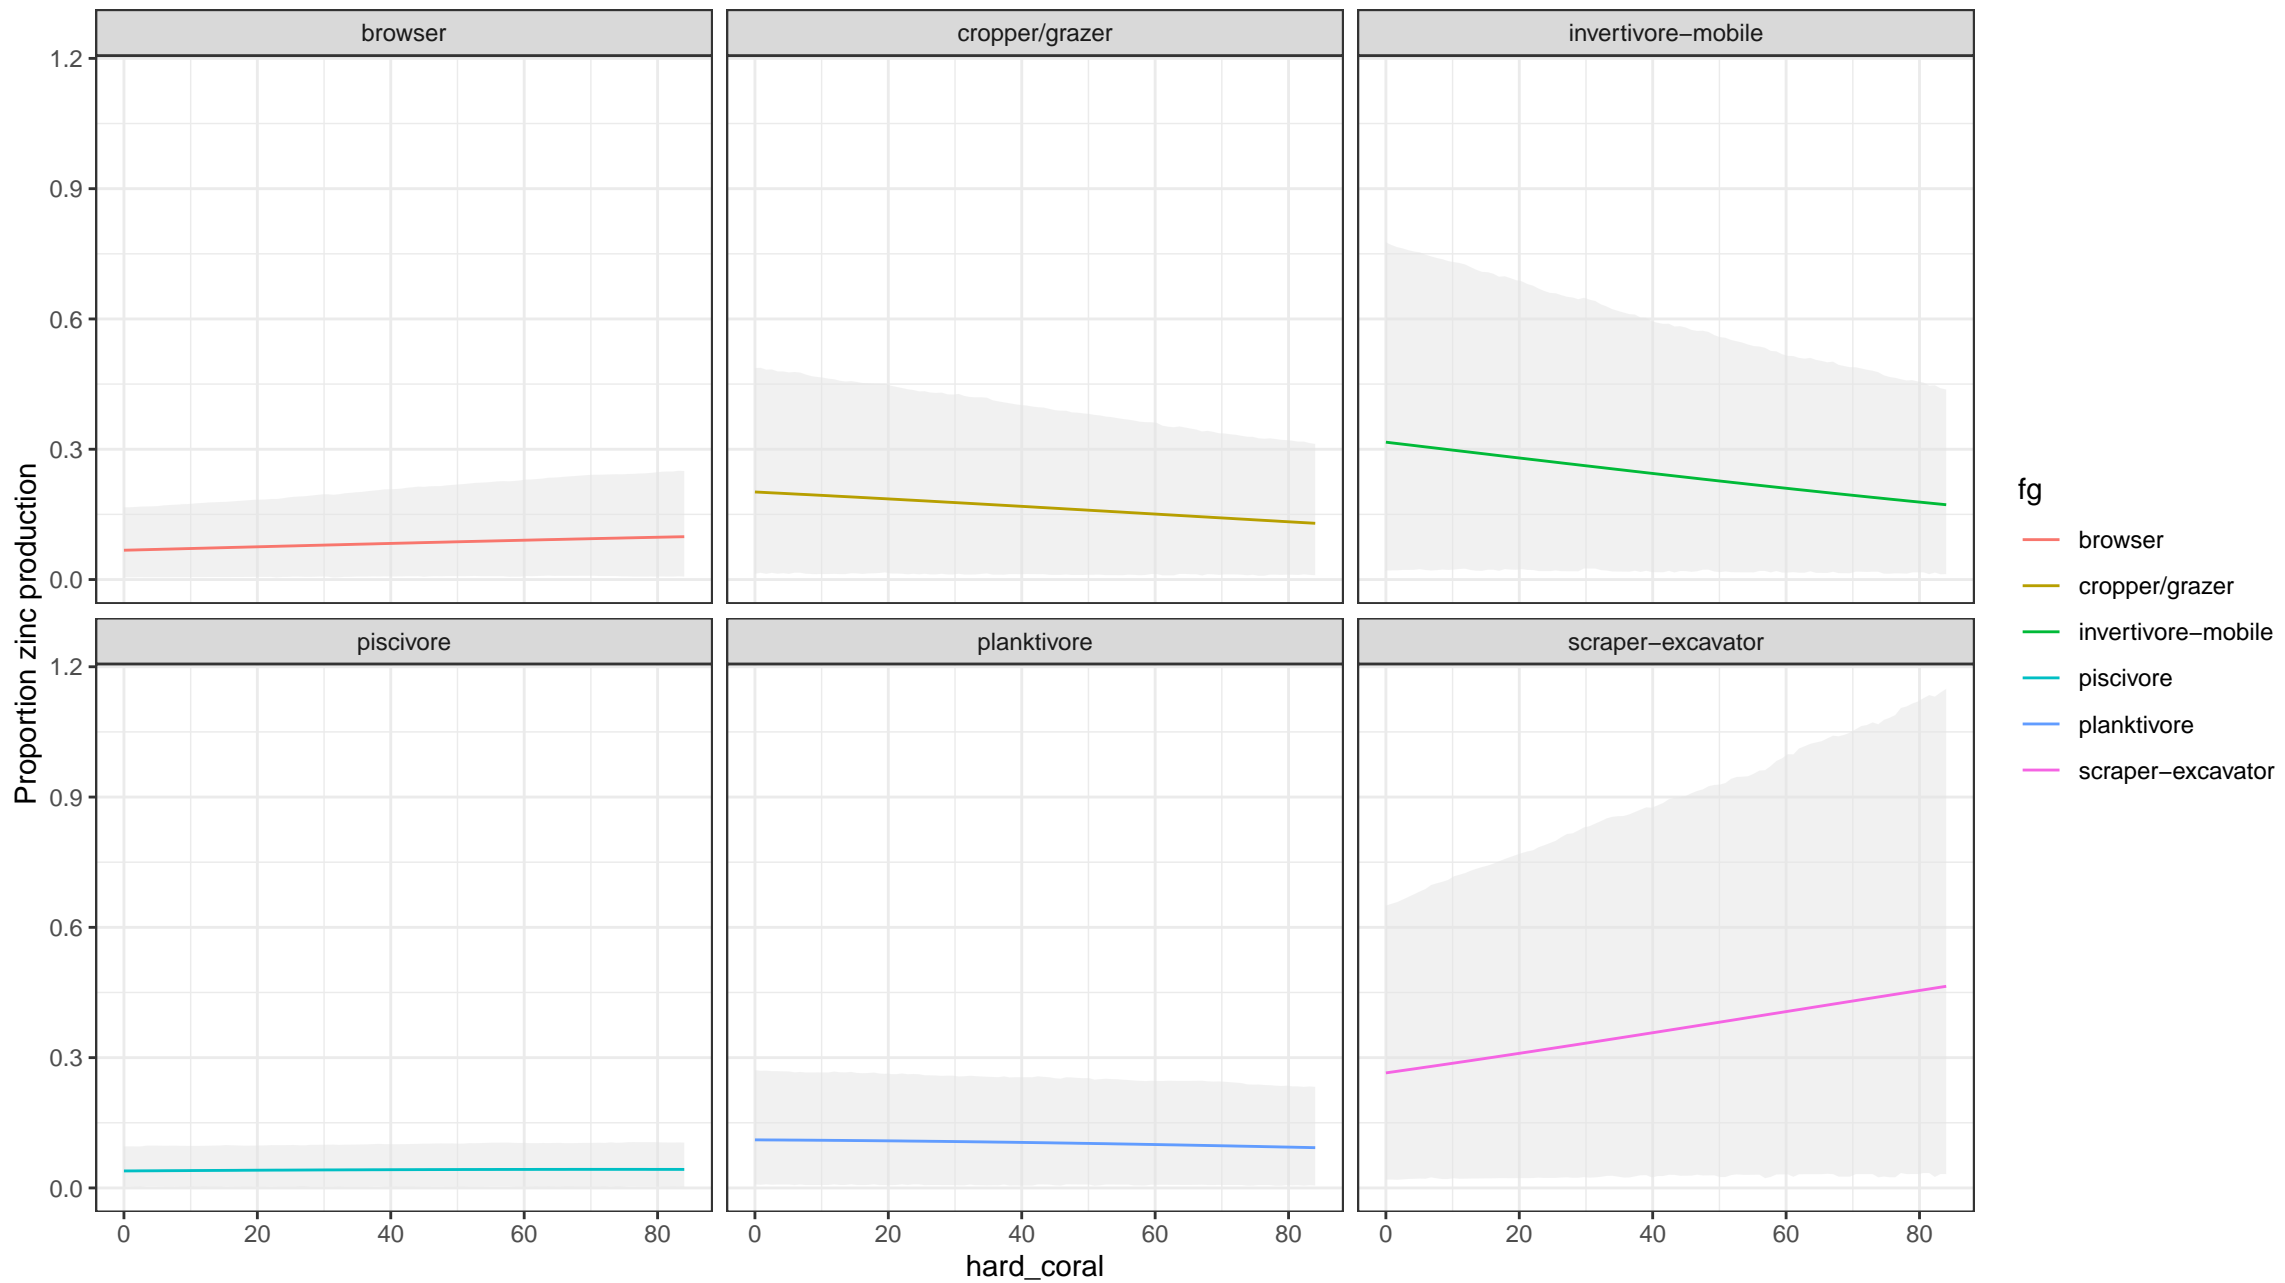 browser
cropper/grazer
invertivore−mobile
1.2
0.9
0.6
0.3
0.0
piscivore
planktivore
scraper−excavator
1.2
0.9
0.6
0.3
0.0
0 20 40 60 80
0 20 40 60 80
0 20 40 60 80
hard_coral
Proportion zinc production
fg
browser
cropper/grazer
invertivore−mobile
piscivore
planktivore
scraper−excavator